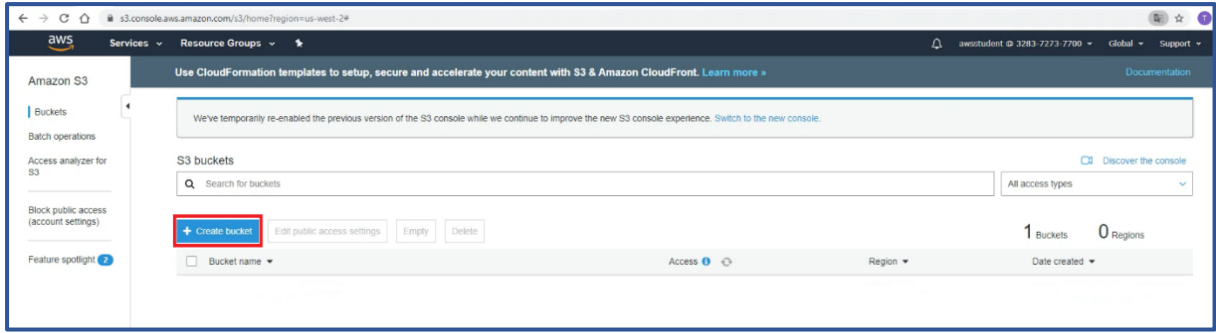 s3.console.aws.amazon.com/s3/home?region=us-west-2#
T
aws Services Resource Groups awsstudent @ 3283-7273-7700 Global Support
Amazon S3
Buckets
Batch operations
Access analyzer for
S3
Block public access
(account settings)
Feature spotlight 2
Use CloudFormation templates to setup, secure and accelerate your content with S3 & Amazon CloudFront. Learn more » Documentation
We've temporarily re-enabled the previous version of the S3 console while we continue to improve the new S3 console experience. Switch to the new console.
S3 buckets Discover the console
Search for buckets All access types
+ Create bucket Edit public access settings Empty Delete 1 Buckets 0 Regions
Bucket name Access Region Date created